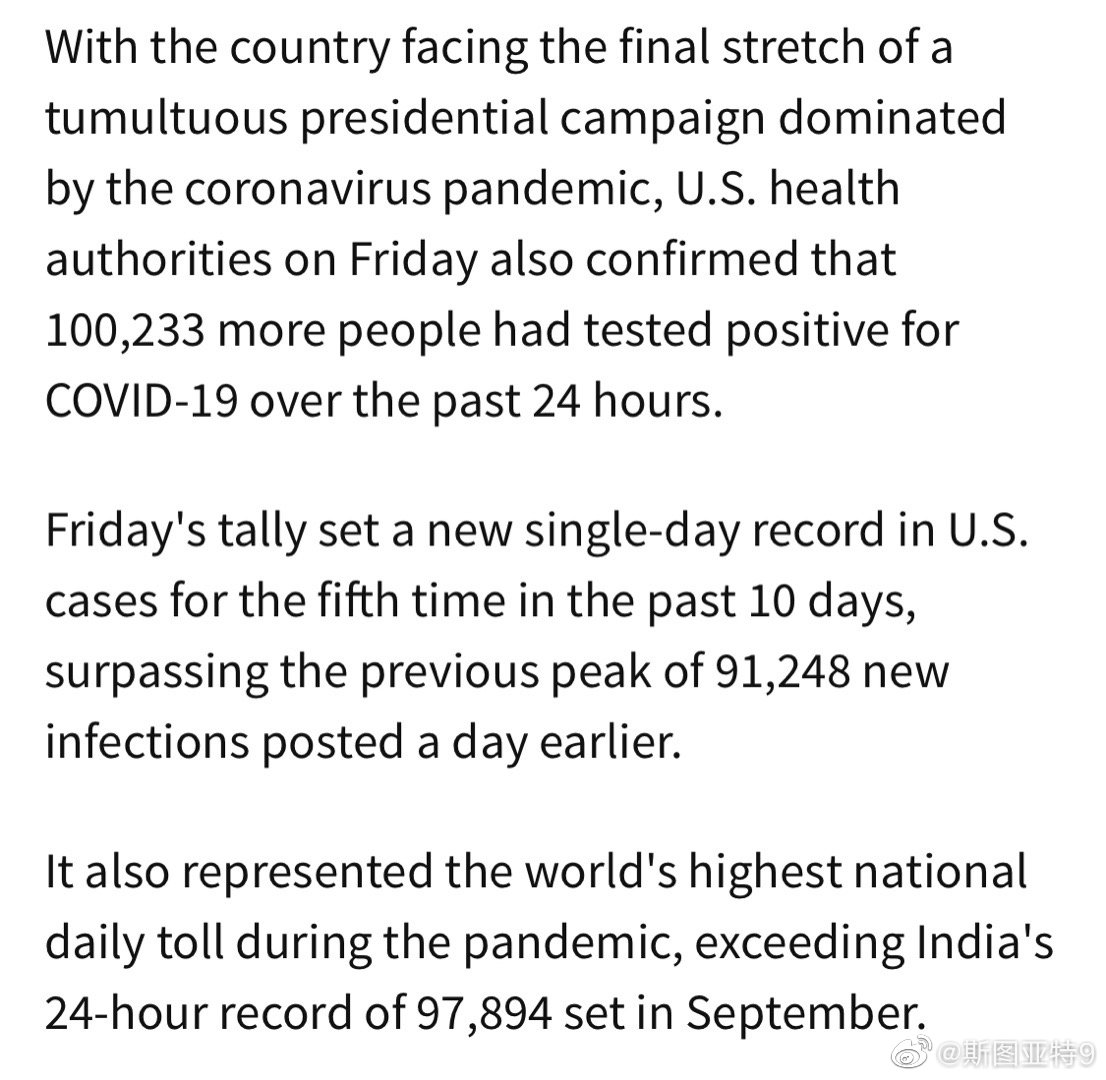 With the country facing the final stretch of a
tumultuous presidential campaign dominated
by the coronavirus pandemic, U.S. health
authorities on Friday also confirmed that
100,233 more people had tested positive for
COVID-19 over the past 24 hours.
Friday's tally set a new single-day record in U.S.
cases for the fifth time in the past 10 days,
surpassing the previous peak of 91,248 new
infections posted a day earlier.
It also represented the world's highest national
daily toll during the pandemic, exceeding India's
24-hour record of 97,894 set in September.
@斯图亚特9